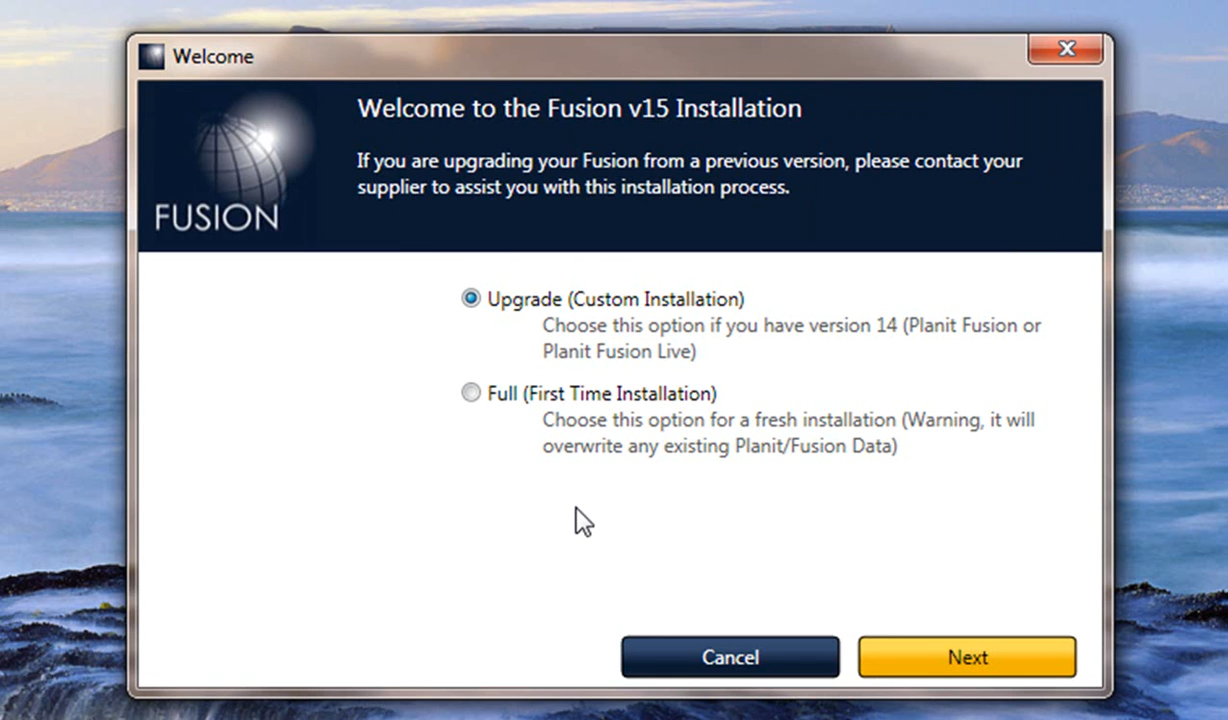 Welcome
x
Welcome to the Fusion v15 Installation
If you are upgrading your Fusion from a previous version, please contact your
supplier to assist you with this installation process.
FUSION
Upgrade (Custom Installation)
Choose this option if you have version 14 (Planit Fusion or
Planit Fusion Live)
Full (First Time Installation)
Choose this option for a fresh installation (Warning, it will
overwrite any existing Planit/Fusion Data)
Cancel
Next